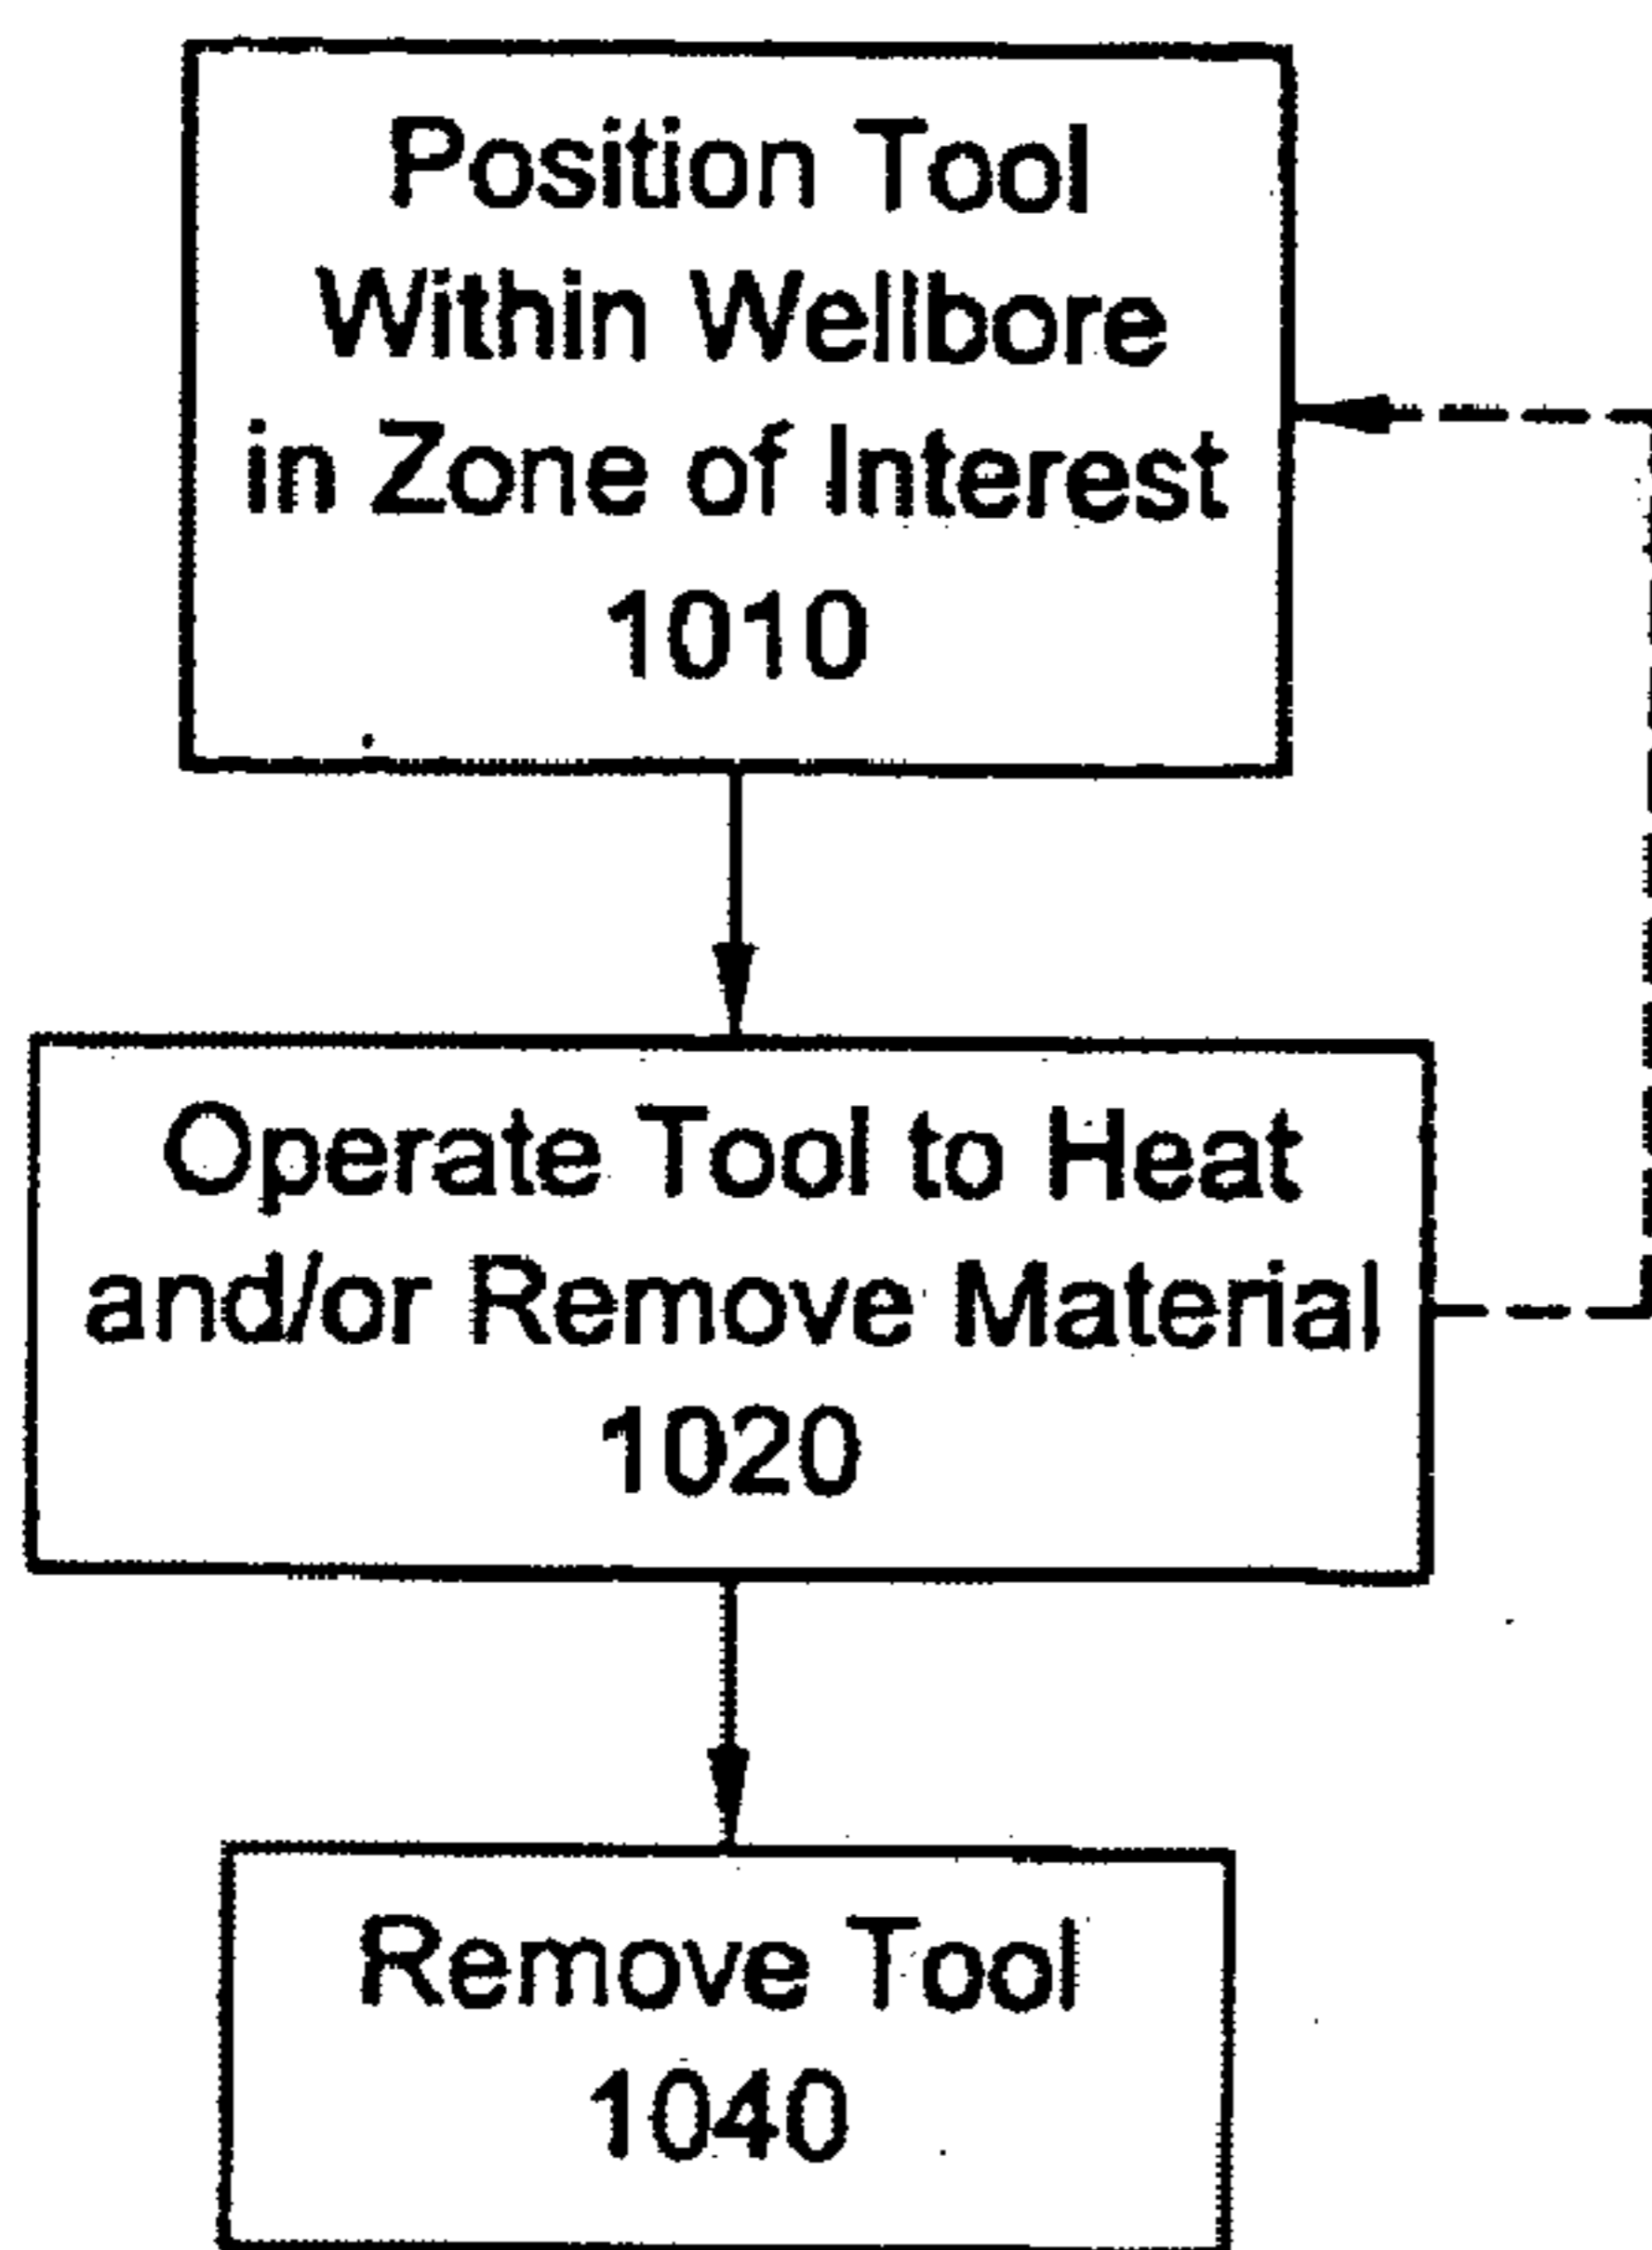 Position Tool
Within Wellbore
in Zone of Interest
1010
Operate Tool to Heat
and/or Remove Material
1020
Remove Tool
1040